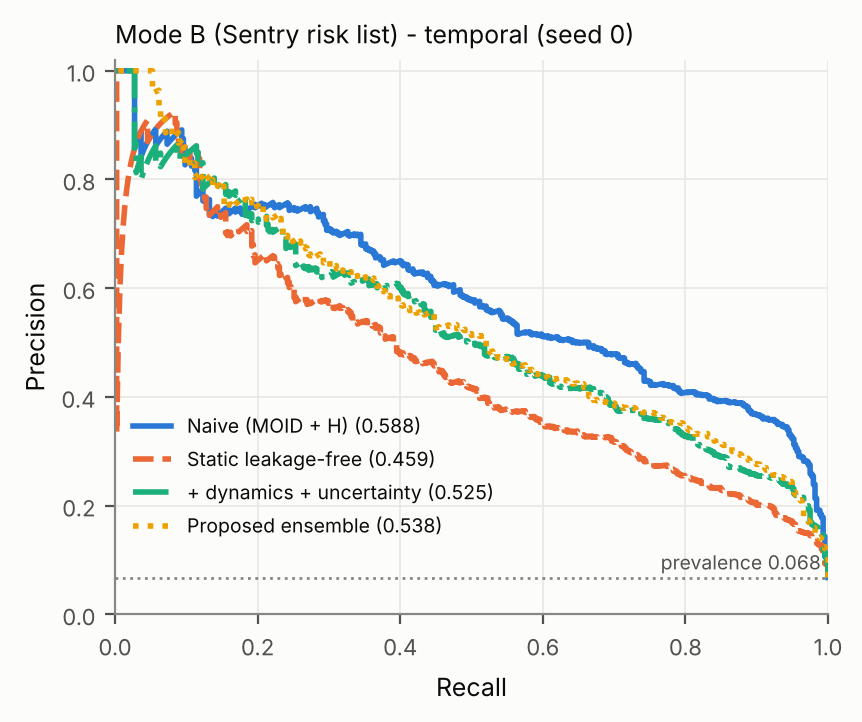 Mode B (Sentry risk list) - temporal (seed 0)
1.0
0.8
0.6
0.4
0.2
0.0
Precision
Naive (MOID + H) (0.588)
Static leakage-free (0.459)
+ dynamics + uncertainty (0.525)
Proposed ensemble (0.538)
prevalence 0.068
0.0 0.2 0.4 0.6 0.8 1.0
Recall